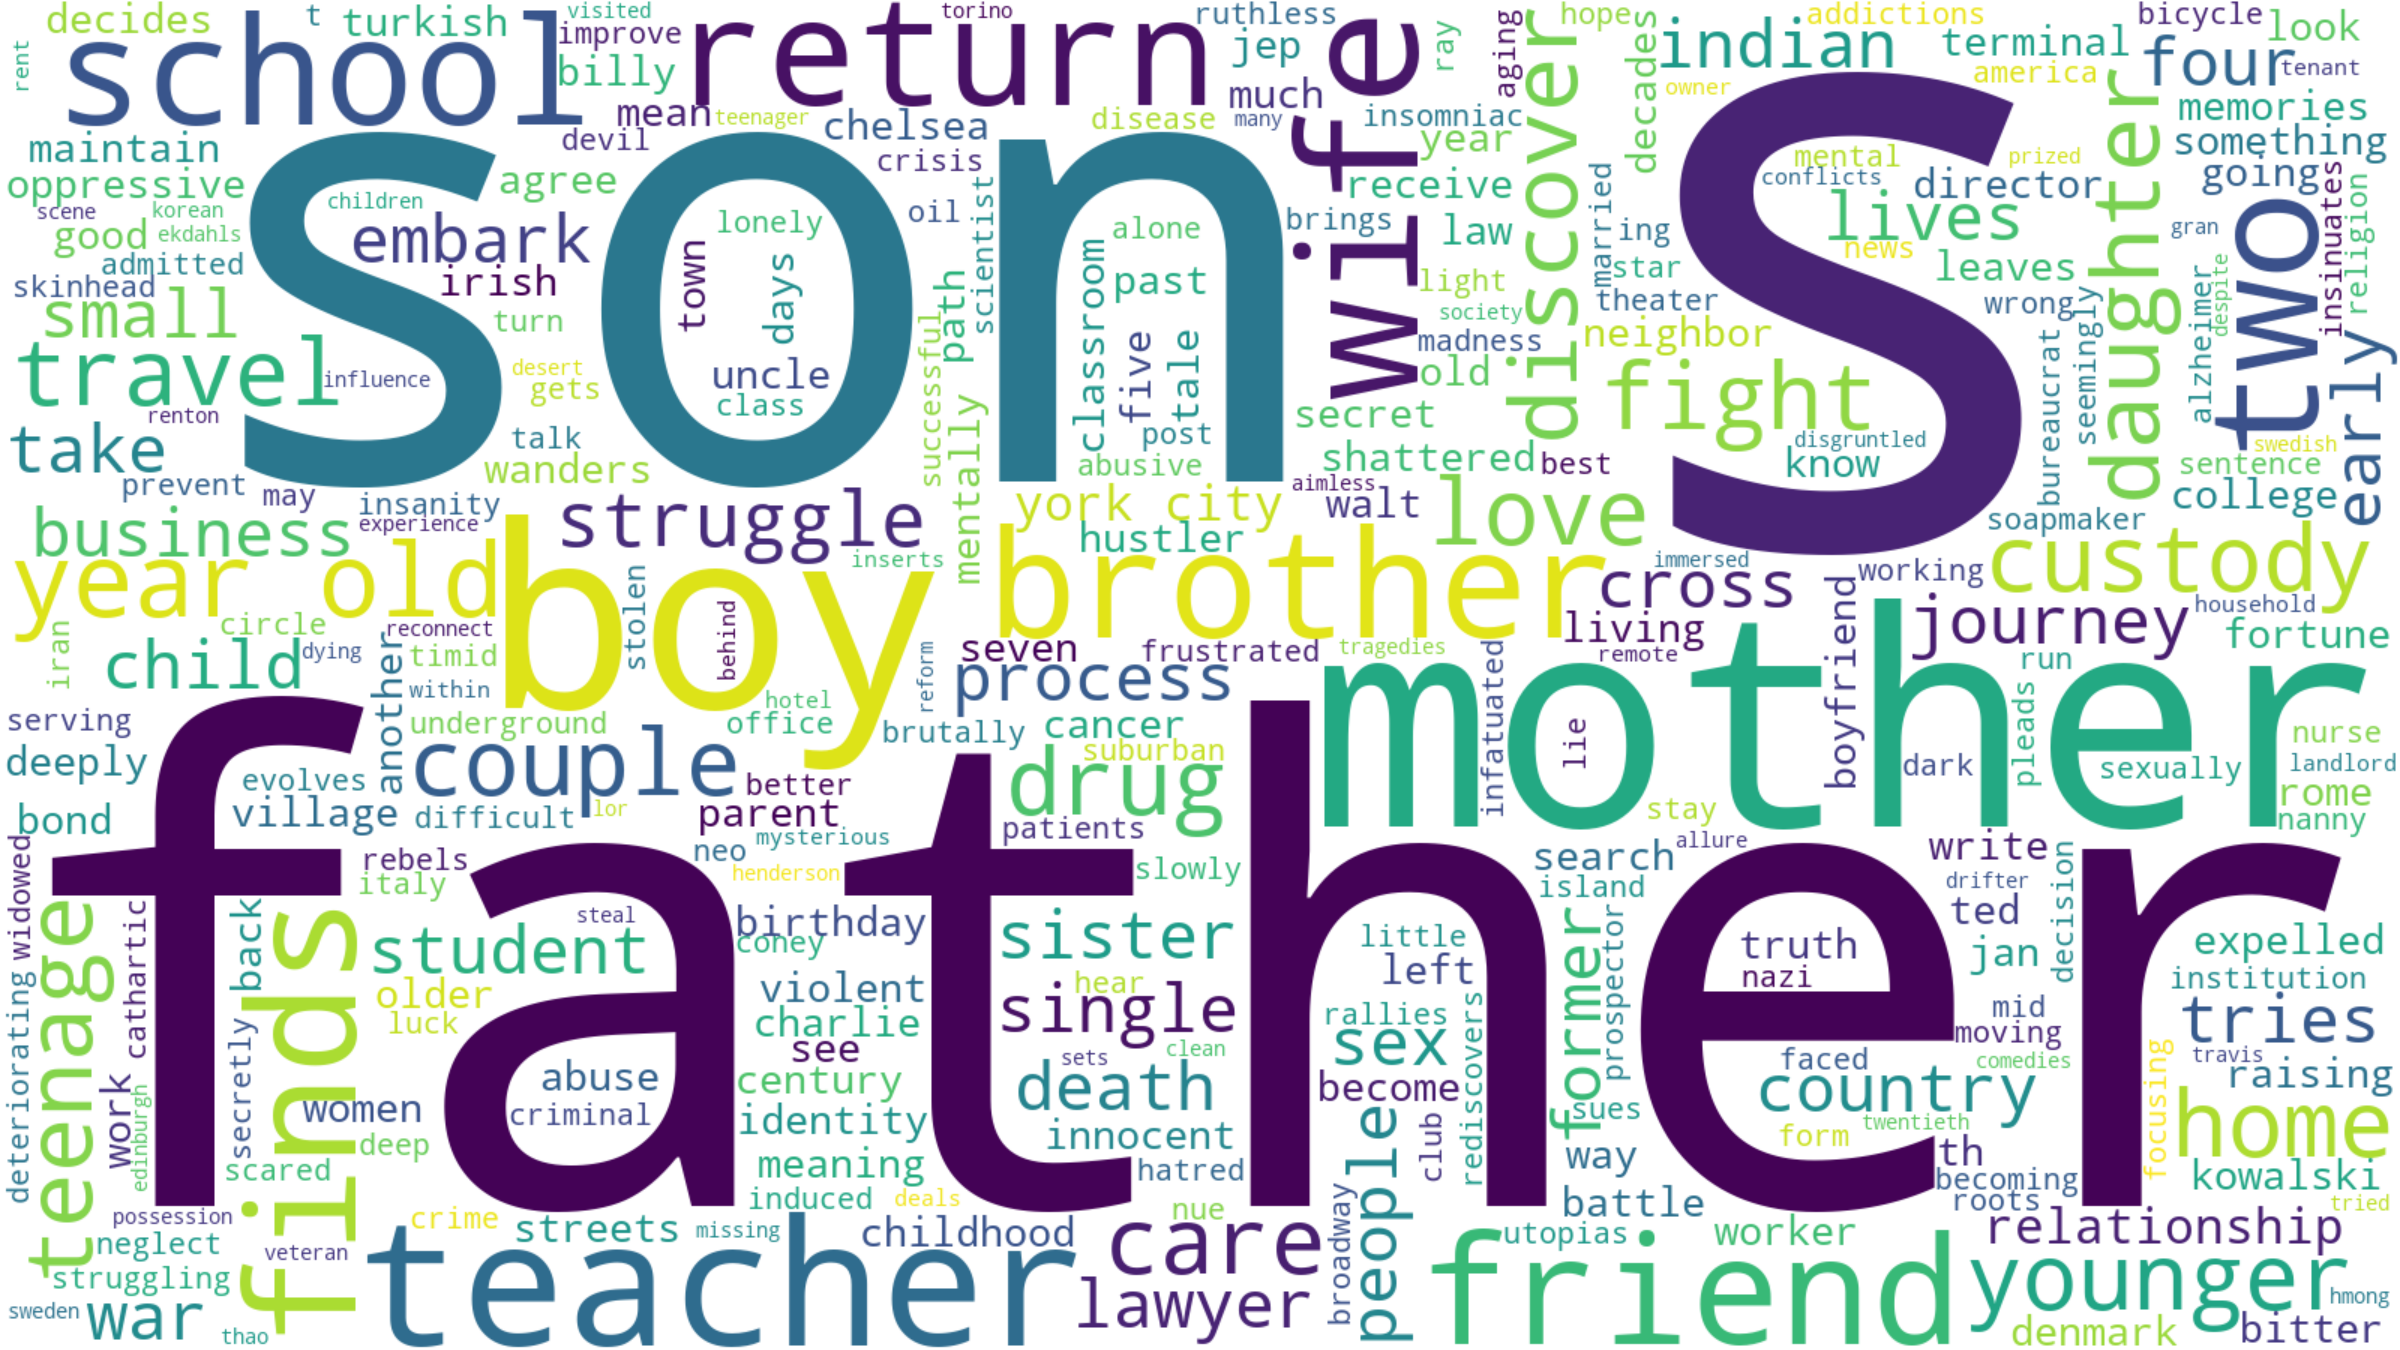 decides
t
turkish
visited
improve
billy
school
return
torino
ruthless
jep
wife
ray
aging
hope
discover
decades
addictions
indian
owner
terminal
america
bicycle
four
look
tenant
rent
mean
teenager
devil
chelsea
crisis
much
many
disease
insomniac
year
memories
something
going
daughter
two
maintain
oppressive
scene
korean
good
ekdahls
admitted
skinhead
small
travel
influence
renton
take
prevent
may
son
children
embark
irish
agree
turn
desert
gets
talk
wanders
insanity
experience
lonely
town
days
uncle
class
oil
scientist
path
successful
mentally
alone
past
classroom
five
tale
post
abusive
receive
brings
law
light
society
madness
old
secret
shattered
best
aimless
walt
married
ing
star
theater
neighbor
fight
love
s
mental
conflicts
prized
director
lives
news
leaves
wrong
disgruntled
know
seemingly
bureaucrat
soapmaker
gran
alzheimer
despite
insinuates
religion
early
swedish
sentence
college
business
year old
struggle
boy
inserts
york city
hustler
brother
immersed
cross
working
custody
circle
iran
child
dying
reconnect
timid
another
within
underground
stolen
behind
hotel
office
reform
seven
process
frustrated
tragedies
living
remote
boyfriend
journey
household
fortune
run
pleads
serving
deeply
bond
evolves
village
difficult
couple
lor
better
parent
mysterious
brutally
cancer
suburban
drug
patients
infatuated
mother
lie
dark
sexually
nurse
landlord
rome
nanny
stay
father
widowed
deteriorating
rebels
italy
neo
henderson
slowly
search
island
allure
write
drifter
ted
decision
teenage
cathartic
back
finds
student
steal
older
luck
birthday
coney
violent
charlie
see
century
identity
meaning
induced
sister
hear
single
sets
clean
death
innocent
hatred
little
left
rallies
sex
become
people
club
rediscovers
former
prospector
sues
way
battle
truth
nazi
jan
mid
moving
faced
comedies
country
twentieth
form
th
becoming
roots
expelled
institution
tries
travis
raising
focusing
home
kowalski
tried
work
edinburgh
secretly
women
deep
scared
abuse
criminal
possession
neglect
veteran
struggling
sweden
war
thao
crime
streets
missing
deals
childhood
teacher
nue
care
lawyer
broadway
utopias
worker
friend
relationship
younger
hmong
denmark
bitter